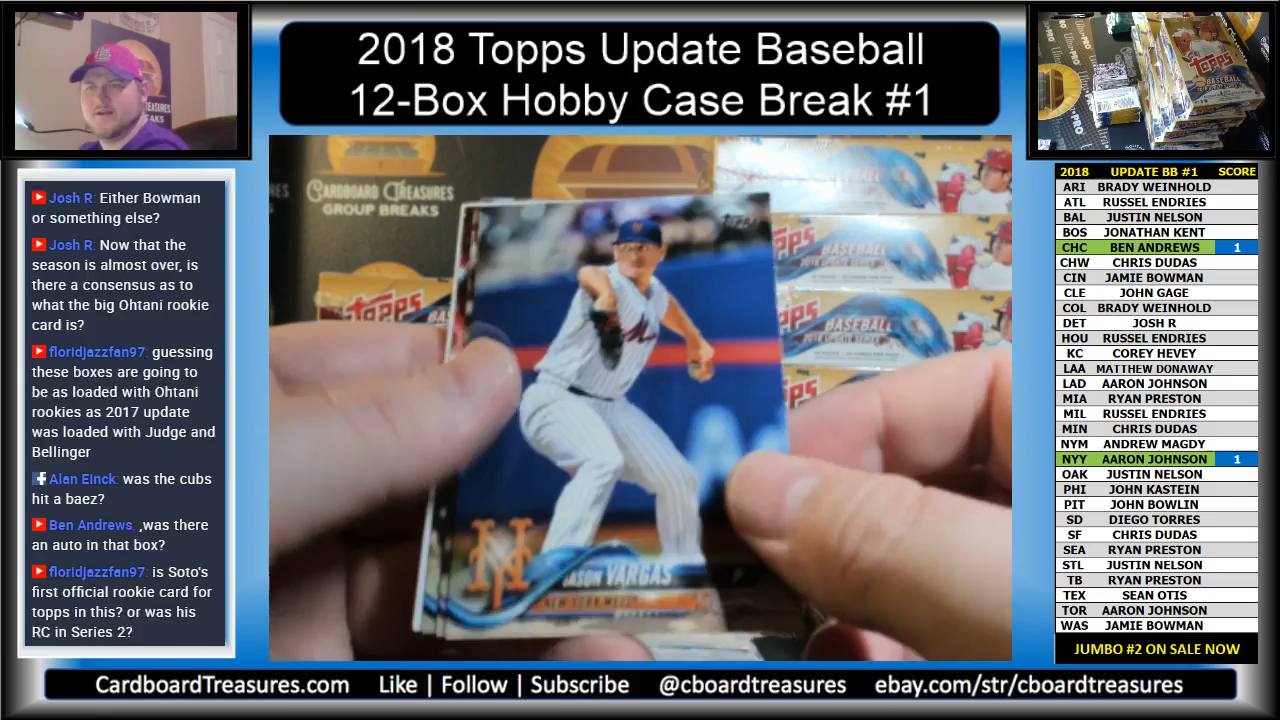 2018 Topps Update Baseball
12-Box Hobby Case Break #1
Josh R: Either Bowman
or something else?
Josh R: Now that the
season is almost over, is
there a consensus as to
what the big Ohtani rookie
card is?
floridjazzfan97: guessing
these boxes are going to
be as loaded with Ohtani
rookies as 2017 update
was loaded with Judge and
Bellinger
Alan Einck: was the cubs
hit a baez?
Ben Andrews: ,was there
an auto in that box?
floridjazzfan97: is Soto's
first official rookie card for
topps in this? or was his
RC in Series 2?
CARDBOARD TREASURES
GROUP BREAKS
Topps
BASEBALL
BASEBALL
JASON VARGAS
NEW YORK METS
Topps
BASEBALL
2018 UPDATE BB #1 SCORE
ARI BRADY WEINHOLD
ATL RUSSEL ENDRIES
BAL JUSTIN NELSON
BOS JONATHAN KENT
CHC BEN ANDREWS 1
CHW CHRIS DUDAS
CIN JAMIE BOWMAN
CLE JOHN GAGE
COL BRADY WEINHOLD
DET JOSH R
HOU RUSSEL ENDRIES
KC COREY HEVEY
LAA MATTHEW DONAWAY
LAD AARON JOHNSON
MIA RYAN PRESTON
MIL RUSSEL ENDRIES
MIN CHRIS DUDAS
NYM ANDREW MAGDY
NYY AARON JOHNSON 1
OAK JUSTIN NELSON
PHI JOHN KASTEIN
PIT JOHN BOWLIN
SD DIEGO TORRES
SF CHRIS DUDAS
SEA RYAN PRESTON
STL JUSTIN NELSON
TB RYAN PRESTON
TEX SEAN OTIS
TOR AARON JOHNSON
WAS JAMIE BOWMAN
JUMBO #2 ON SALE NOW
CardboardTreasures.com Like | Follow | Subscribe @cboardtreasures ebay.com/str/cboardtreasures